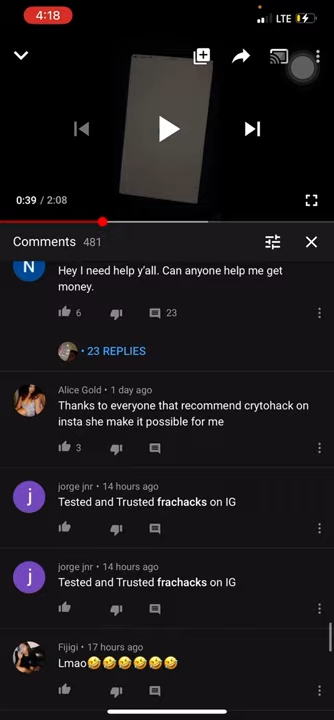 4:18
LTE
0:39 / 2:08
Comments 481
N
Hey I need help y'all. Can anyone help me get
money.
6
23
• 23 REPLIES
Alice Gold • 1 day ago
Thanks to everyone that recommend crytohack on
insta she make it possible for me
3
j
jorge jnr • 14 hours ago
Tested and Trusted frachacks on IG
j
jorge jnr • 14 hours ago
Tested and Trusted frachacks on IG
Fijigi • 17 hours ago
Lmao🤣🤣🤣🤣🤣🤣